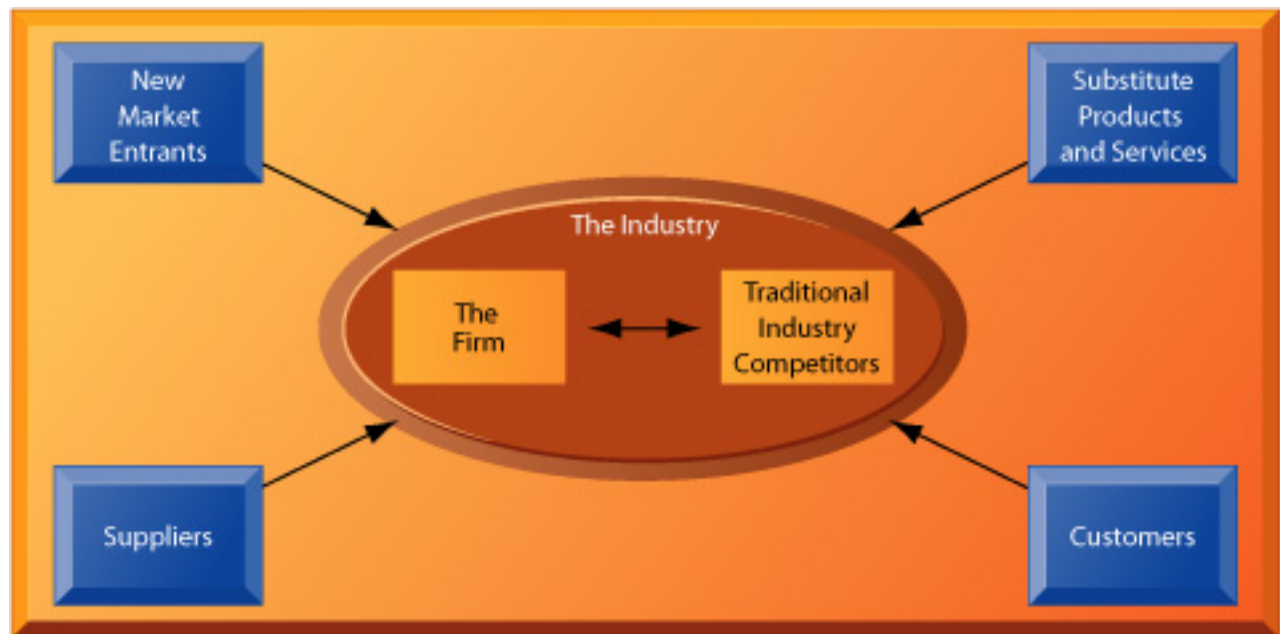 New
Market
Entrants
Substitute
Products
and Services
The Industry
The
Firm
Traditional
Industry
Competitors
Suppliers
Customers